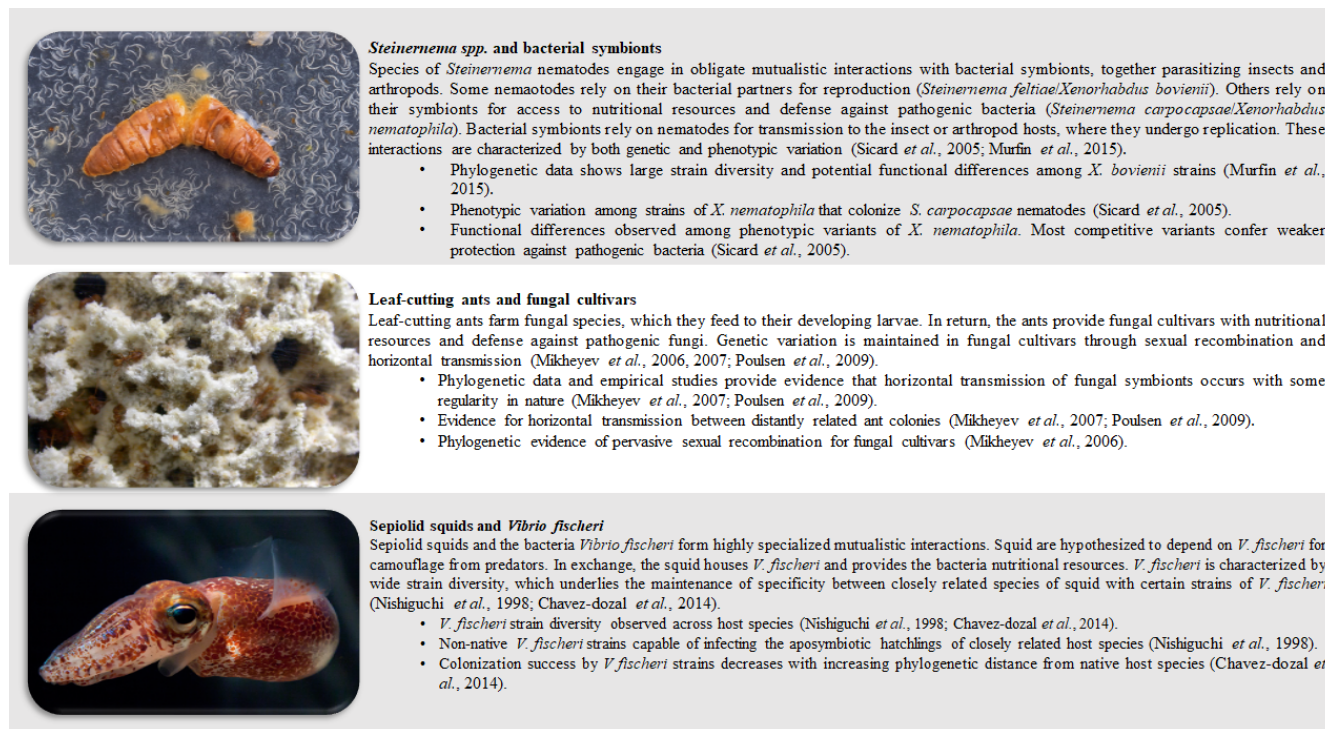 Steinernema spp. and bacterial symbionts
Species of Steinernema nematodes engage in obligate mutualistic interactions with bacterial symbionts, together parasitizing insects and
arthropods. Some nemaotodes rely on their bacterial partners for reproduction (Steinernema feltiae/Xenorhabdus bovienii). Others rely on
their symbionts for access to nutritional resources and defense against pathogenic bacteria (Steinernema carpocapsae/Xenorhabdus
nematophila). Bacterial symbionts rely on nematodes for transmission to the insect or arthropod hosts, where they undergo replication. These
interactions are characterized by both genetic and phenotypic variation (Sicard et al., 2005; Murfin et al., 2015).
• Phylogenetic data shows large strain diversity and potential functional differences among X. bovienii strains (Murfin et al.,
2015).
• Phenotypic variation among strains of X. nematophila that colonize S. carpocapsae nematodes (Sicard et al., 2005).
• Functional differences observed among phenotypic variants of X. nematophila. Most competitive variants confer weaker
protection against pathogenic bacteria (Sicard et al., 2005).
Leaf-cutting ants and fungal cultivars
Leaf-cutting ants farm fungal species, which they feed to their developing larvae. In return, the ants provide fungal cultivars with nutritional
resources and defense against pathogenic fungi. Genetic variation is maintained in fungal cultivars through sexual recombination and
horizontal transmission (Mikheyev et al., 2006, 2007; Poulsen et al., 2009).
• Phylogenetic data and empirical studies provide evidence that horizontal transmission of fungal symbionts occurs with some
regularity in nature (Mikheyev et al., 2007; Poulsen et al., 2009).
• Evidence for horizontal transmission between distantly related ant colonies (Mikheyev et al., 2007; Poulsen et al., 2009).
• Phylogenetic evidence of pervasive sexual recombination for fungal cultivars (Mikheyev et al., 2006).
Sepiolid squids and Vibrio fischeri
Sepiolid squids and the bacteria Vibrio fischeri form highly specialized mutualistic interactions. Squid are hypothesized to depend on V. fischeri for
camouflage from predators. In exchange, the squid houses V. fischeri and provides the bacteria nutritional resources. V. fischeri is characterized by
wide strain diversity, which underlies the maintenance of specificity between closely related species of squid with certain strains of V. fischeri
(Nishiguchi et al., 1998; Chavez-dozal et al., 2014).
• V. fischeri strain diversity observed across host species (Nishiguchi et al., 1998; Chavez-dozal et al., 2014).
• Non-native V. fischeri strains capable of infecting the aposymbiotic hatchlings of closely related host species (Nishiguchi et al., 1998).
• Colonization success by V fischeri strains decreases with increasing phylogenetic distance from native host species (Chavez-dozal et
al., 2014).